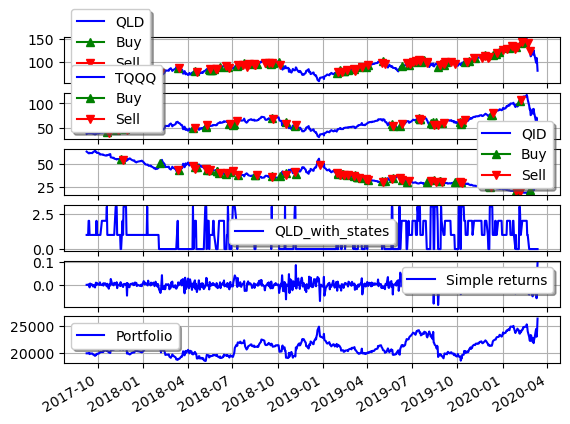 QLD
Buy
Sell
150
100
TQQQ
Buy
Sell
100
50
QID
Buy
Sell
50
25
2.5
0.0
QLD_with_states
0.1
0.0
Simple returns
25000
20000
Portfolio
2017-10
2018-01
2018-04
2018-07
2018-10
2019-01
2019-04
2019-07
2019-10
2020-01
2020-04